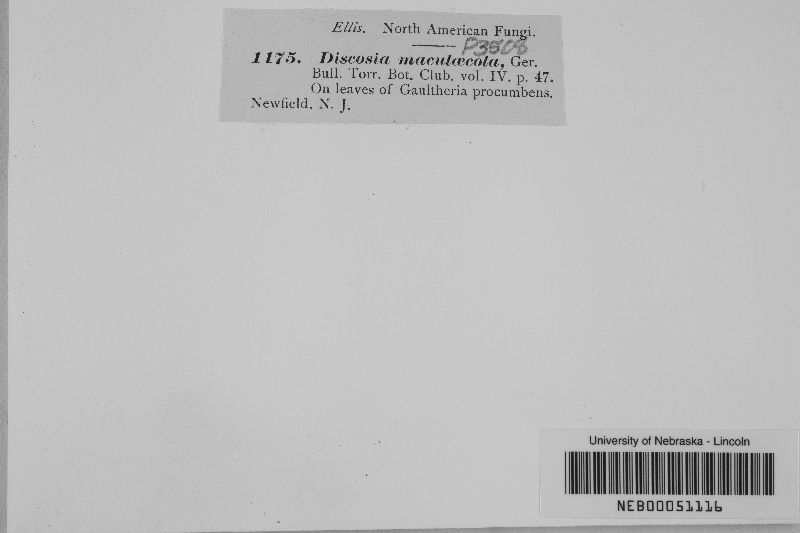 Ellis. North American Fungi.
P3508
1175. Discosia maculæcola, Ger.
Bull. Torr. Bot. Club. vol. IV. p. 47.
On leaves of Gaultheria procumbens.
Newfield. N. J.
University of Nebraska - Lincoln
NEB00051116